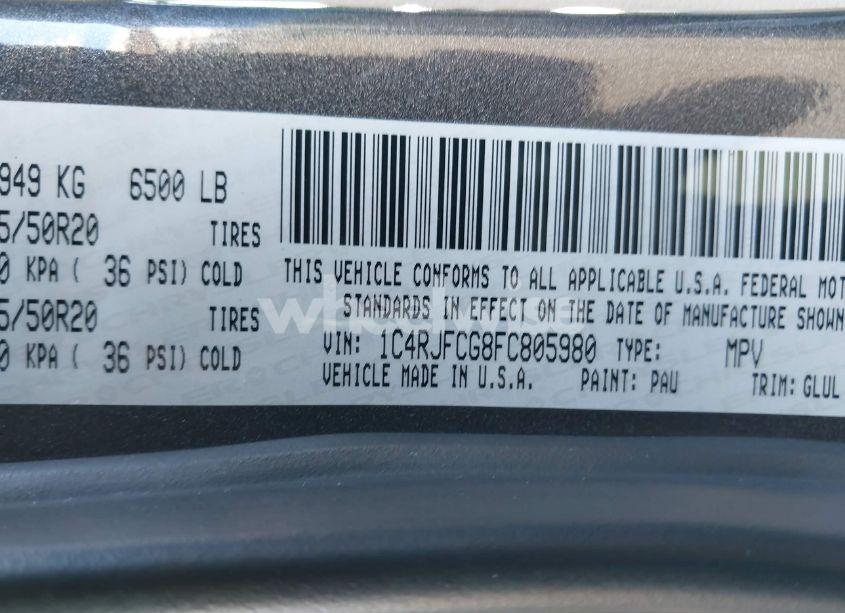 949 KG 6500 LB
5/50R20 TIRES
0 KPA ( 36 PSI) COLD
5/50R20 TIRES
0 KPA ( 36 PSI) COLD
THIS VEHICLE CONFORMS TO ALL APPLICABLE U.S.A. FEDERAL MOT
STANDARDS IN EFFECT ON THE DATE OF MANUFACTURE SHOWN
VIN: 1C4RJFCG8FC805980 TYPE: MPV
VEHICLE MADE IN U.S.A. PAINT: PAU TRIM: GLUL